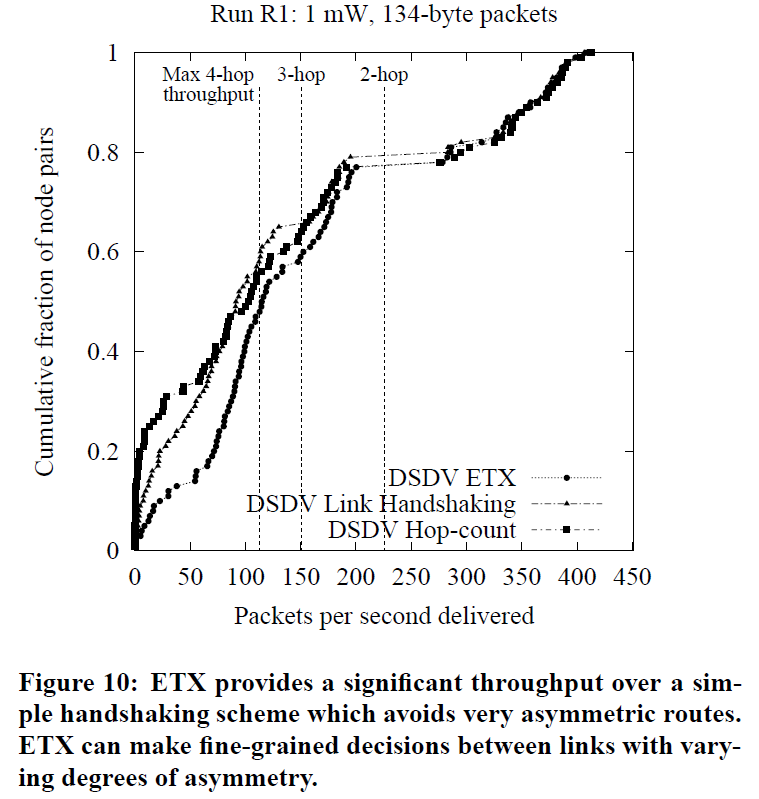 Run R1: 1 mW, 134-byte packets
Max 4-hop throughput
3-hop
2-hop
Cumulative fraction of node pairs
1
0.8
0.6
0.4
0.2
0
DSDV ETX
DSDV Link Handshaking
DSDV Hop-count
0 50 100 150 200 250 300 350 400 450
Packets per second delivered
Figure 10: ETX provides a significant throughput over a sim-
ple handshaking scheme which avoids very asymmetric routes.
ETX can make fine-grained decisions between links with vary-
ing degrees of asymmetry.